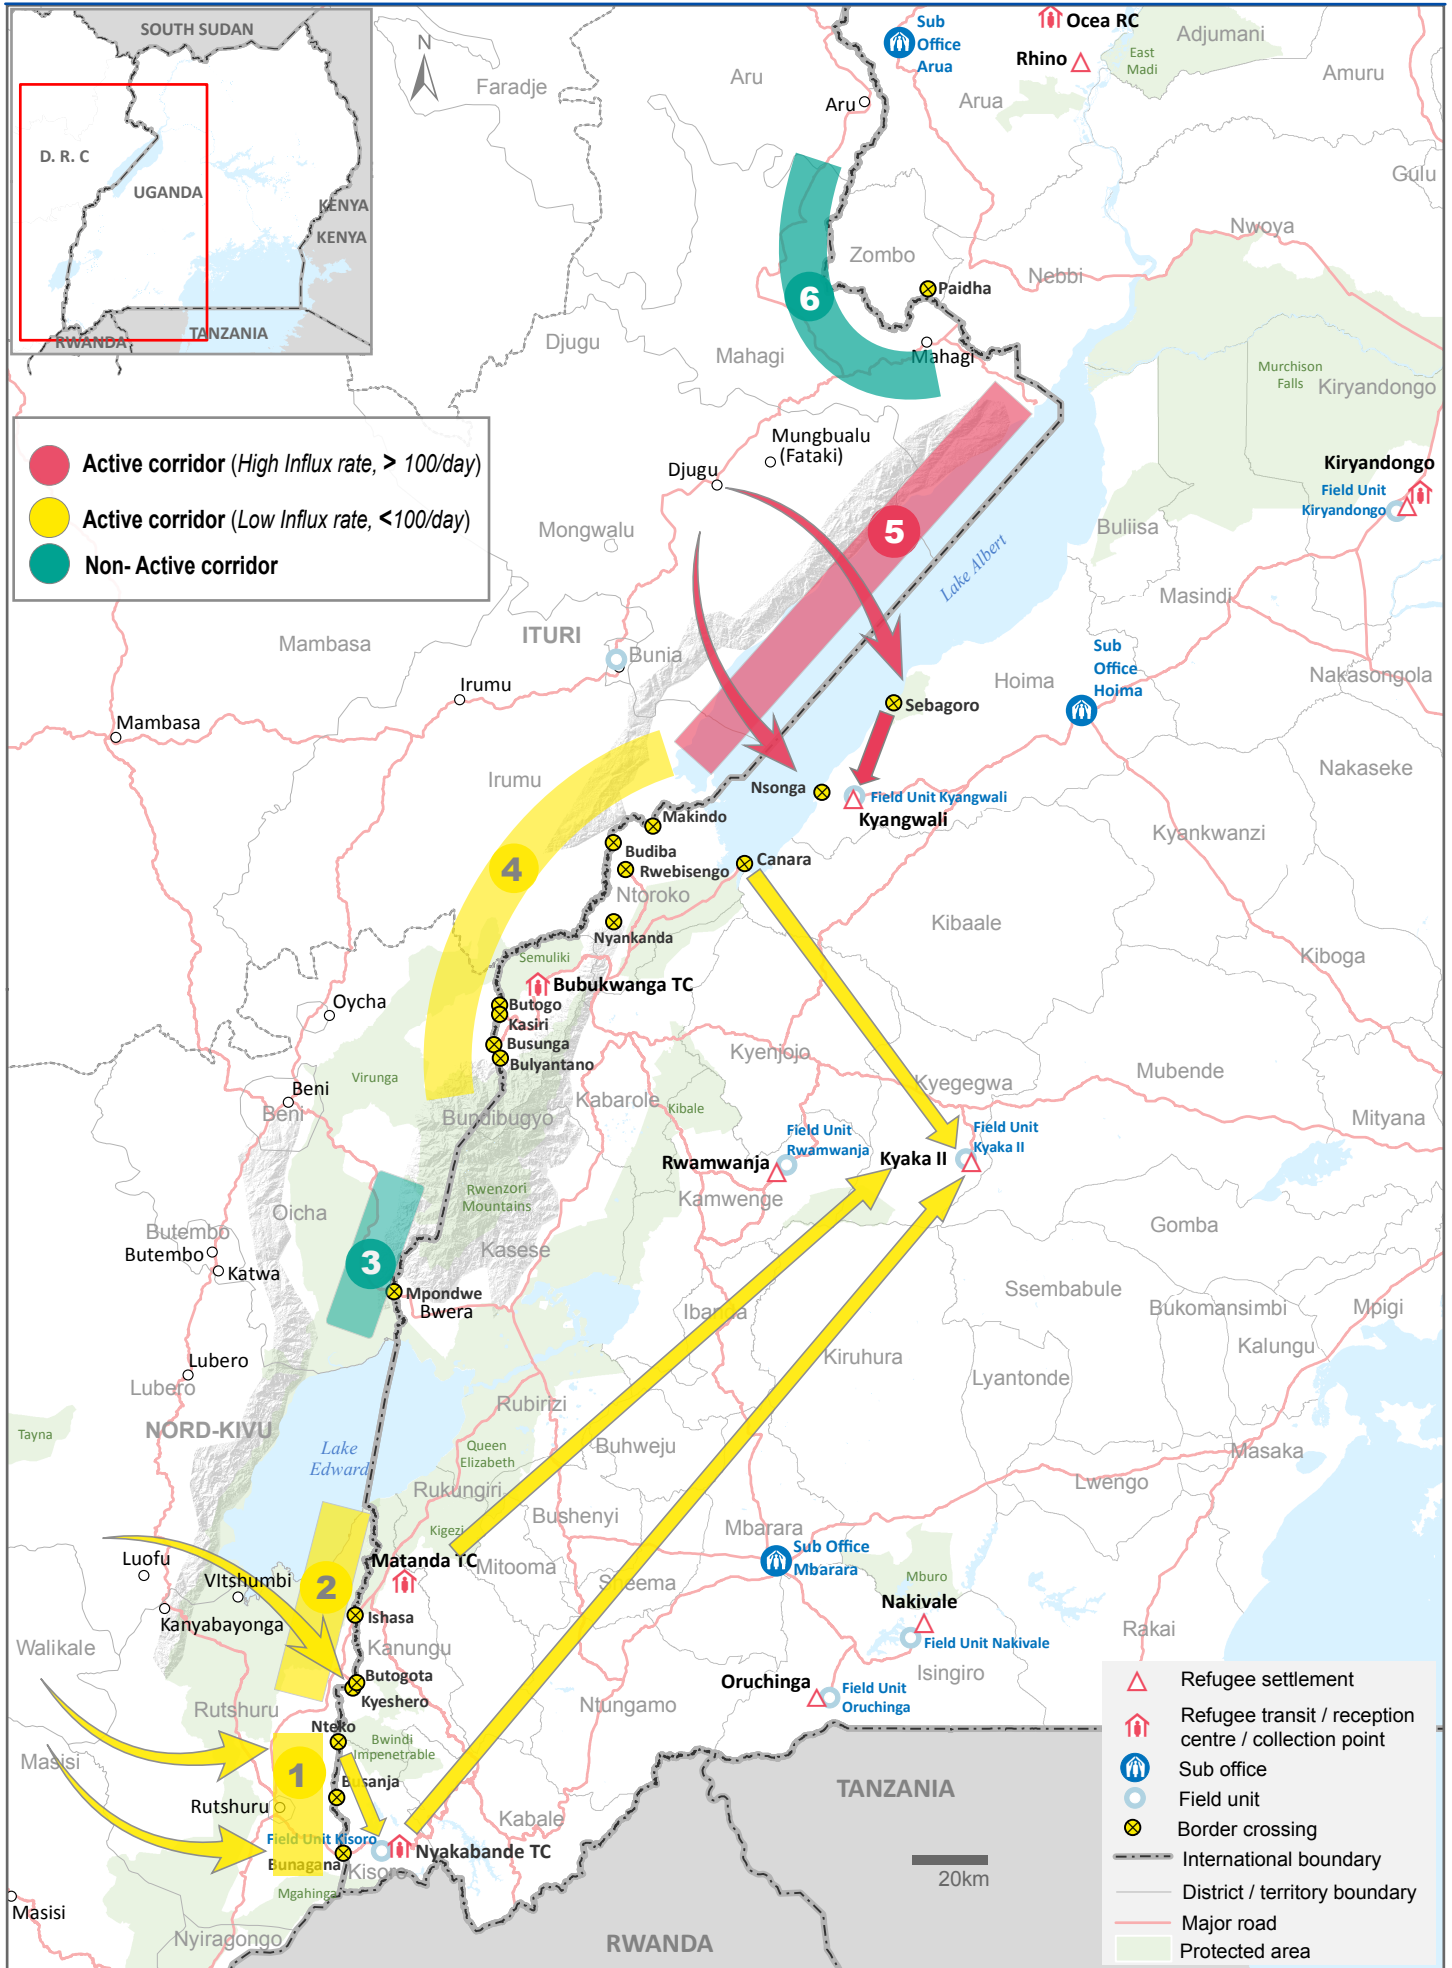 SOUTH SUDAN
D. R. C
UGANDA
KENYA
KENYA
TANZANIA
RWANDA
N
Faradje
Aru
Aru
Sub
Office
Arua
Ocea RC
Rhino
East
Madi
Adjumani
Amuru
Arua
Gulu
Nwoya
Zombo
Nebbi
Paidha
6
Mahagi
Mahagi
Djugu
Murchison
Falls
Kiryandongo
Active corridor (High Influx rate, > 100/day)
Active corridor (Low Influx rate, <100/day)
Non- Active corridor
Mungbualu
(Fataki)
Djugu
Kiryandongo
Field Unit
Kiryandongo
Mongwalu
5
Lake Albert
Buliisa
Masindi
Mambasa
ITURI
Bunia
Irumu
Mambasa
Sub
Office
Hoima
Hoima
Nakasongola
Sebagoro
Irumu
Nakaseke
Nsonga
Field Unit Kyangwali
Kyangwali
Makindo
Kyankwanzi
Budiba
Rwebisengo
Canara
4
Ntoroko
Nyankanda
Kibaale
Kiboga
Semuliki
Bubukwanga TC
Oycha
Butogo
Kasiri
Busunga
Bulyantano
Kyenjojo
Mubende
Virunga
Beni
Beni
Bundibugyo
Kabarole
Kibale
Kyegegwa
Mityana
Field Unit
Rwamwanja
Rwamwanja
Field Unit
Kyaka II
Kyaka II
Kamwenge
Rwenzori
Mountains
Oicha
Butembo
Butembo
Katwa
Kasese
Gomba
3
Mpondwe
Bwera
Ssembabule
Bukomansimbi
Mpigi
Ibanda
Kalungu
Kiruhura
Lyantonde
Lubero
Lubero
Rubirizi
NORD-KIVU
Tayna
Lake
Edward
Queen
Elizabeth
Buhweju
Masaka
Rukungiri
Lwengo
Bushenyi
Kigezi
Mbarara
Luofu
Matanda TC
Mitooma
Sub Office
Mbarara
VItshumbi
2
Sheema
Mburo
Nakivale
Kanyabayonga
Ishasa
Walikale
Kanungu
Field Unit Nakivale
Rakai
Butogota
Kyeshero
Isingiro
Oruchinga
Field Unit
Oruchinga
Rutshuru
Ntungamo
Nteko
Bwindi
Impenetrable
Masisi
1
Busanja
Rutshuru
Kabale
TANZANIA
Field Unit Kisoro
Bunagana
Nyakabande TC
Kisoro
Mgahinga
20km
Masisi
Nyiragongo
RWANDA
Refugee settlement
Refugee transit / reception
centre / collection point
Sub office
Field unit
Border crossing
International boundary
District / territory boundary
Major road
Protected area